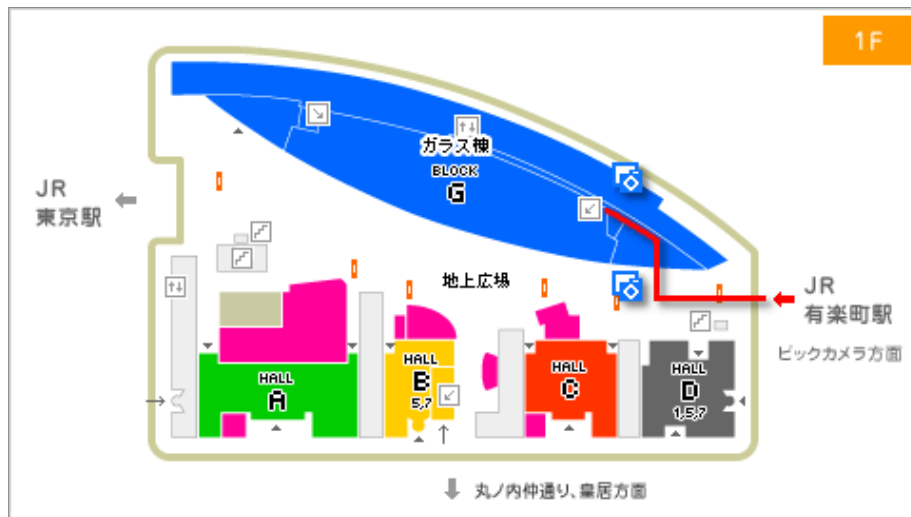 1F
ガラス棟
BLOCK
G
JR
東京駅
地上広場
JR
有楽町駅
ビックカメラ方面
HALL
A
HALL
B
5,7
HALL
C
HALL
D
1,5,7
丸ノ内仲通り、皇居方面